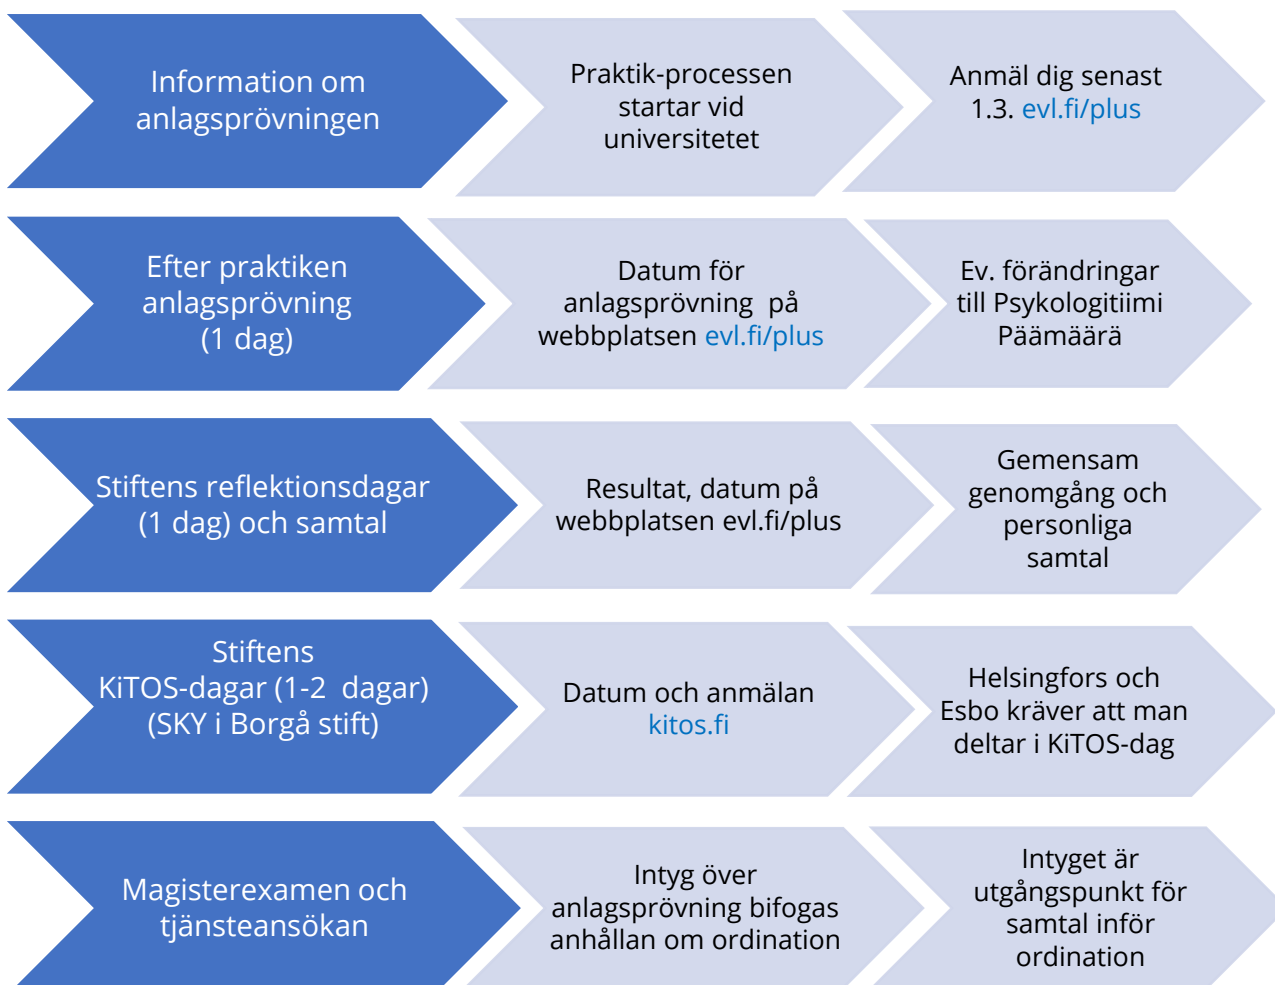 Information om
anlagsprövningen
Praktik-processen
startar vid
universitetet
Anmäl dig senast
1.3. evl.fi/plus
Efter praktiken
anlagsprövning
(1 dag)
Datum för
anlagsprövning på
webbplatsen evl.fi/plus
Ev. förändringar
till Psykologitiimi
Päämäärä
Stiftens reflektionsdagar
(1 dag) och samtal
Resultat, datum på
webbplatsen evl.fi/plus
Gemensam
genomgång och
personliga
samtal
Stiftens
KiTOS-dagar (1-2 dagar)
(SKY i Borgå stift)
Datum och anmälan
kitos.fi
Helsingfors och
Esbo kräver att man
deltar i KiTOS-dag
Magisterexamen och
tjänsteansökan
Intyg över
anlagsprövning bifogas
anhållan om ordination
Intyget är
utgångspunkt för
samtal inför
ordination